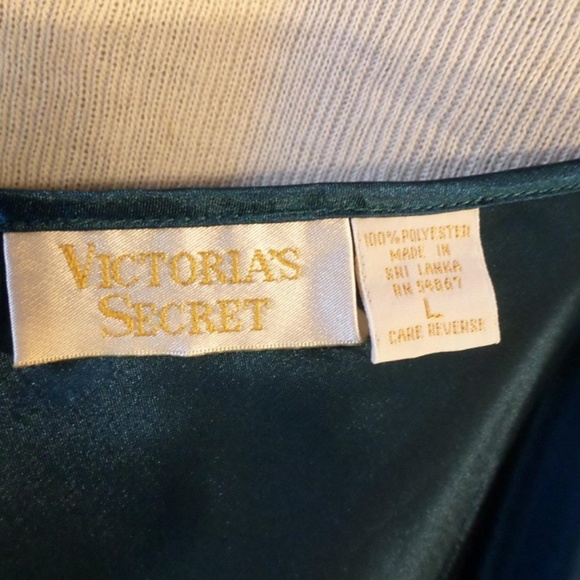 VICTORIA'S
SECRET
100% POLYESTER
MADE IN
SRI LANKA
RN 54867
L
CARE REVERSE